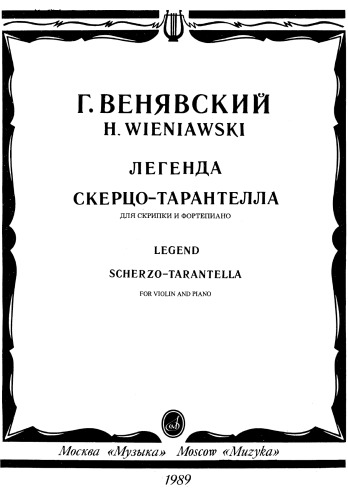 Г. ВЕНЯВСКИЙ
H. WIENIAWSKI
ЛЕГЕНДА
СКЕРЦО-ТАРАНТЕЛЛА
ДЛЯ СКРИПКИ И ФОРТЕПИАНО
LEGEND
SCHERZO-TARANTELLA
FOR VIOLIN AND PIANO
Москва «Музыка» Moscow «Muzyka»
1989